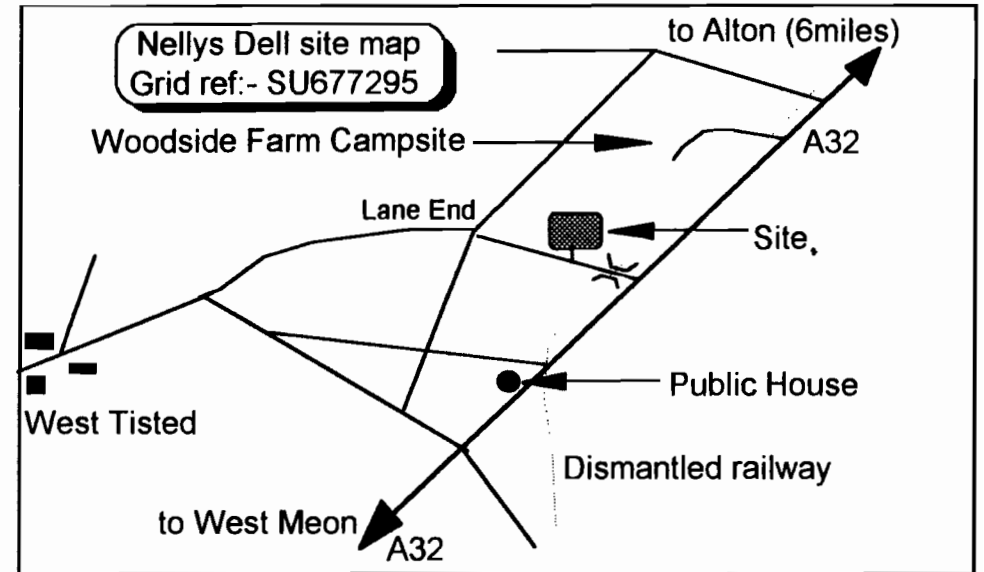 Nellys Dell site map
Grid ref:- SU677295
to Alton (6miles)
Woodside Farm Campsite
A32
Lane End
Site.
Public House
West Tisted
Dismantled railway
to West Meon
A32